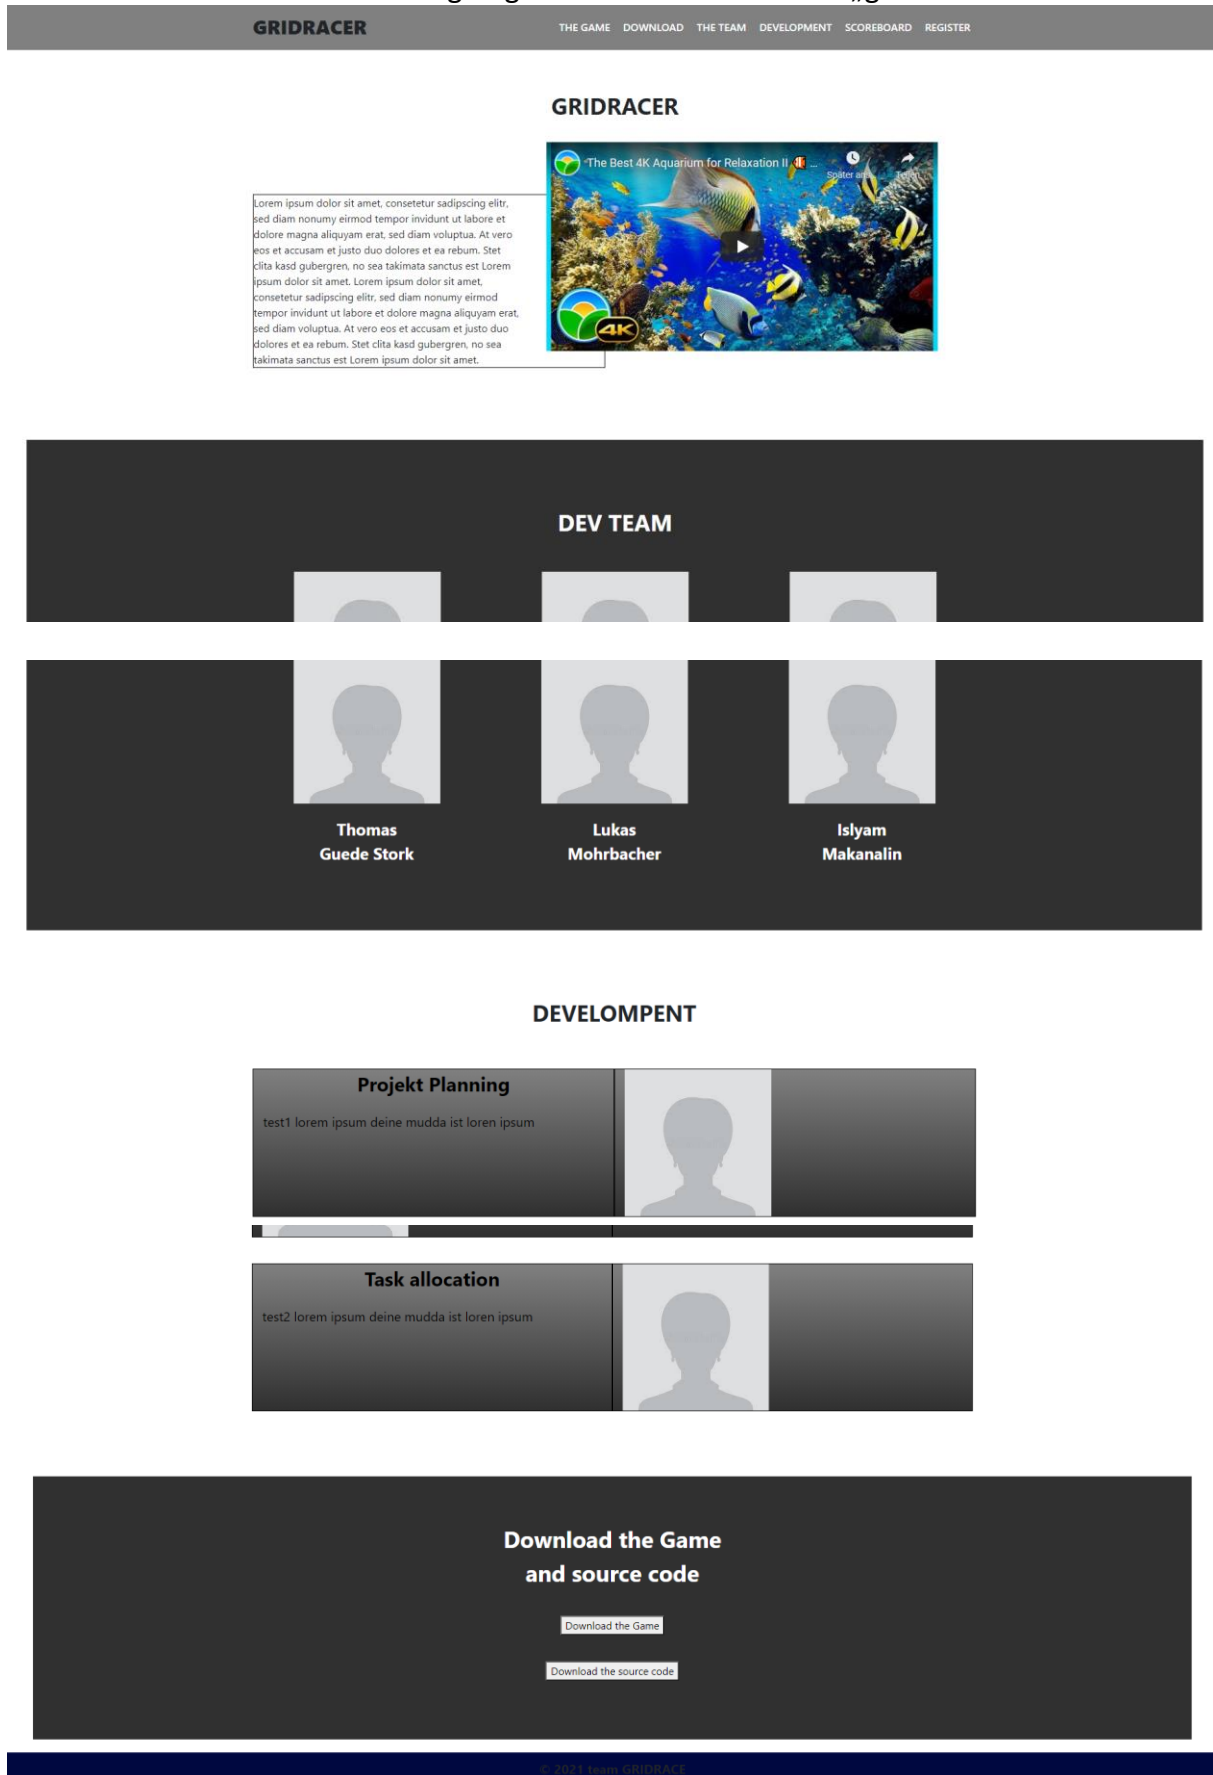 GRIDRACER
THE GAME DOWNLOAD THE TEAM DEVELOPMENT SCOREBOARD REGISTER
GRIDRACER
"The Best 4K Aquarium for Relaxation II ...
Lorem ipsum dolor sit amet, consetetur sadipscing elitr,
sed diam nonumy eirmod tempor invidunt ut labore et
dolore magna aliquyam erat, sed diam voluptua. At vero
eos et accusam et justo duo dolores et ea rebum. Stet
clita kasd gubergren, no sea takimata sanctus est Lorem
ipsum dolor sit amet. Lorem ipsum dolor sit amet,
consetetur sadipscing elitr, sed diam nonumy eirmod
tempor invidunt ut labore et dolore magna aliquyam erat,
sed diam voluptua. At vero eos et accusam et justo duo
dolores et ea rebum. Stet clita kasd gubergren, no sea
takimata sanctus est Lorem ipsum dolor sit amet.
4K
DEV TEAM
Thomas
Guede Stork
Lukas
Mohrbacher
Islyam
Makanalin
DEVELOMPENT
Projekt Planning
test1 lorem ipsum deine mudda ist loren ipsum
Task allocation
test2 lorem ipsum deine mudda ist loren ipsum
Download the Game
and source code
Download the Game
Download the source code
© 2021 team GRIDRACE